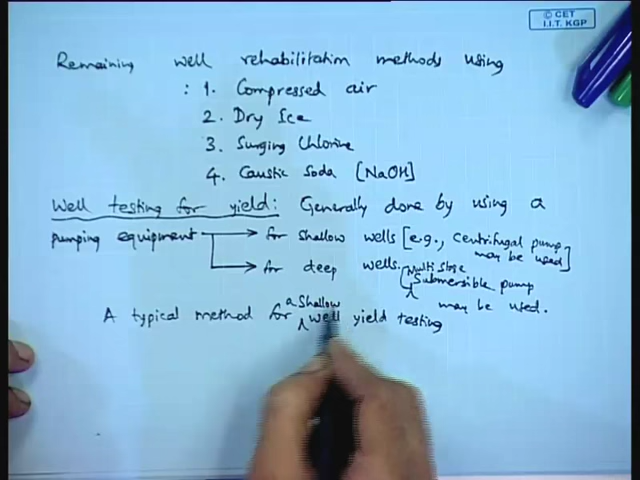 © CET
I.I.T. KGP
Remaining well rehabilitation methods using
: 1. Compressed air
2. Dry Ice
3. Surging Chlorine
4. Caustic Soda [NaOH]
Well testing for yield: Generally done by using a
pumping equipment → for shallow wells [e.g., Centrifugal pump may be used]
→ for deep wells. [Multi stage Submersible pump may be used.
A typical method for a Shallow well yield testing